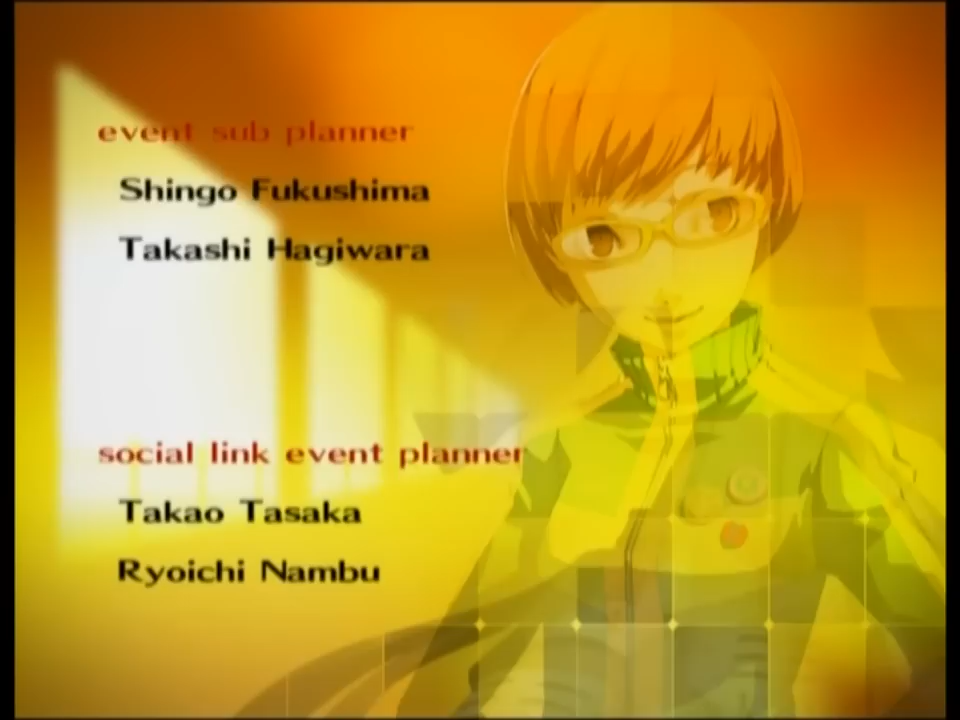 event sub planner
Shingo Fukushima
Takashi Hagiwara
social link event planner
Takao Tasaka
Ryoichi Nambu